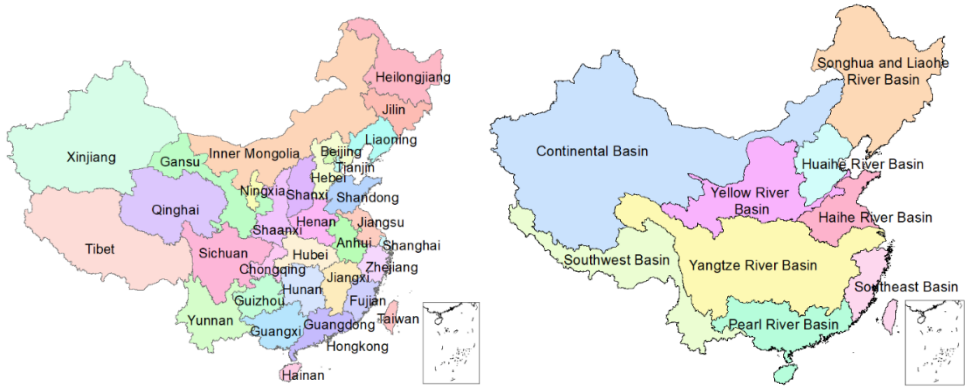 Heilongjiang
Jilin
Liaoning
Inner Mongolia
Beijing
Tianjin
Hebei
Xinjiang
Gansu
Ningxia
Shanxi
Shandong
Qinghai
Shaanxi
Henan
Jiangsu
Tibet
Sichuan
Anhui
Shanghai
Hubei
Chongqing
Zhejiang
Jiangxi
Hunan
Guizhou
Fujian
Yunnan
Guangxi
Guangdong
Taiwan
Hongkong
Hainan
Songhua and Liaohe
River Basin
Continental Basin
Huaihe River Basin
Yellow River
Basin
Haihe River Basin
Southwest Basin
Yangtze River Basin
Southeast Basin
Pearl River Basin